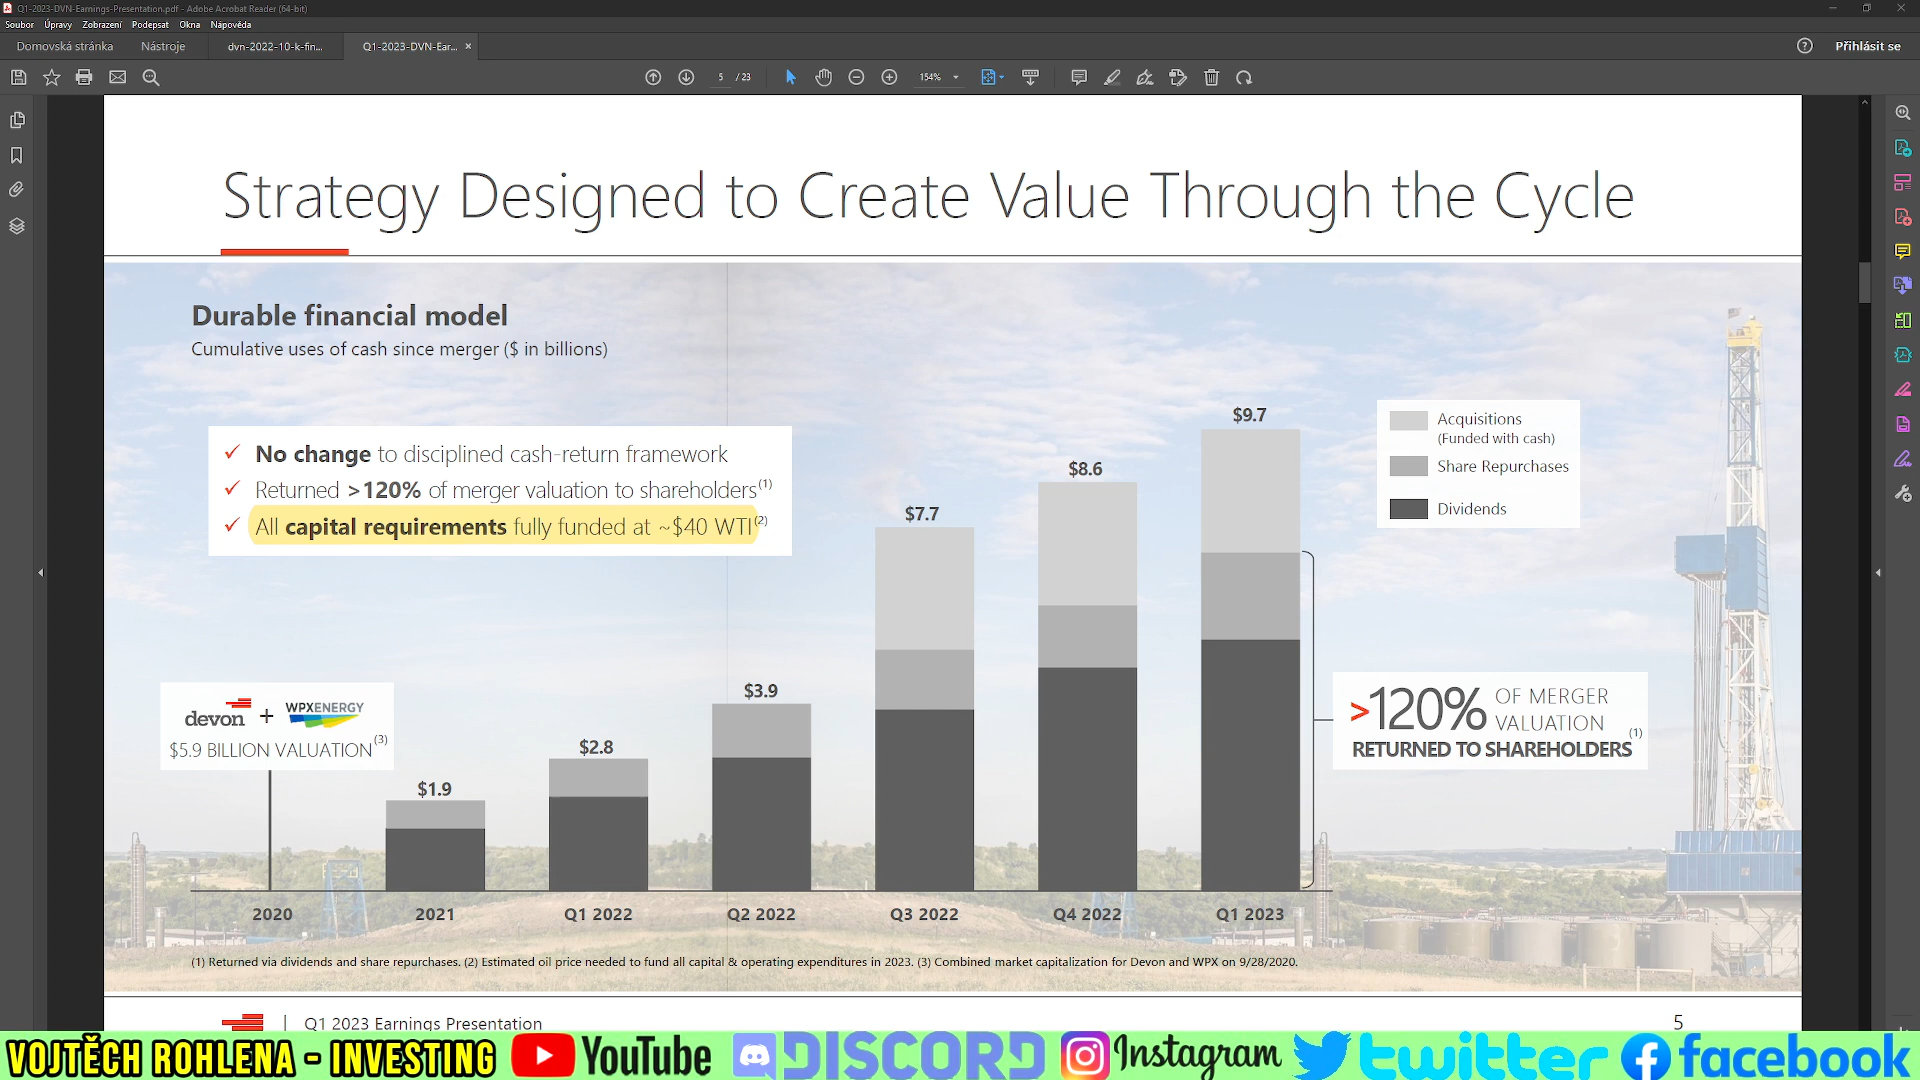 Q1-2023-DVN-Earnings-Presentation.pdf - Adobe Acrobat Reader (64-bit)
Soubor Úpravy Zobrazení Podepsat Okna Nápověda
Domovská stránka Nástroje dvn-2022-10-k-fin... Q1-2023-DVN-Ear... × Přihlásit se
5 / 23 154%
Strategy Designed to Create Value Through the Cycle
Durable financial model
Cumulative uses of cash since merger ($ in billions)
No change to disciplined cash-return framework
Returned >120% of merger valuation to shareholders(1)
All capital requirements fully funded at ~$40 WTI(2)
Acquisitions
(Funded with cash)
Share Repurchases
Dividends
devon + WPXENERGY
$5.9 BILLION VALUATION(3)
$1.9
$2.8
$3.9
$7.7
$8.6
$9.7
>120% OF MERGER VALUATION
RETURNED TO SHAREHOLDERS(1)
2020 2021 Q1 2022 Q2 2022 Q3 2022 Q4 2022 Q1 2023
(1) Returned via dividends and share repurchases. (2) Estimated oil price needed to fund all capital & operating expenditures in 2023. (3) Combined market capitalization for Devon and WPX on 9/28/2020.
| Q1 2023 Earnings Presentation 5
VOJTĚCH ROHLENA - INVESTING YouTube DISCORD Instagram twitter facebook